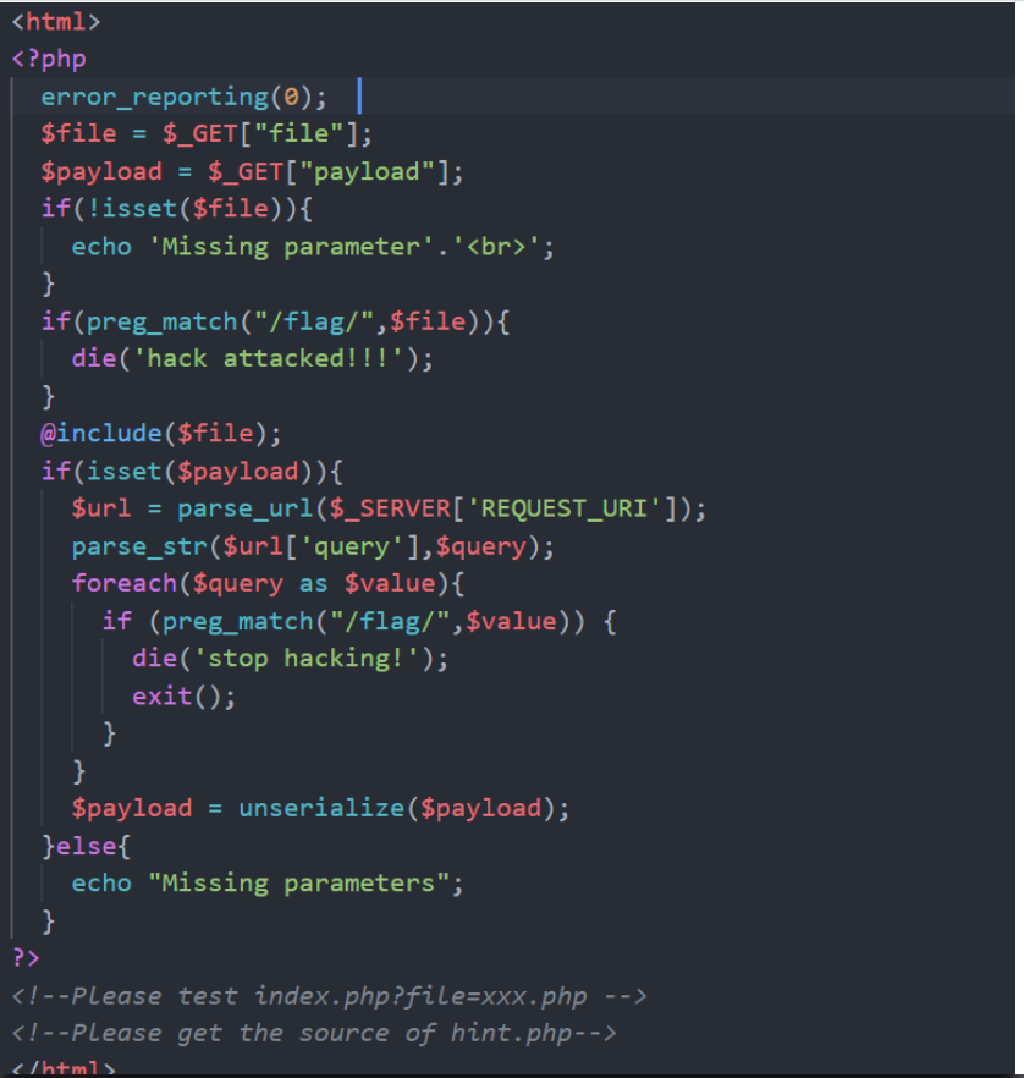 <html>
<?php
error_reporting(0);
$file = $_GET["file"];
$payload = $_GET["payload"];
if(!isset($file)){
echo 'Missing parameter'.'<br>';
}
if(preg_match("/flag/",$file)){
die('hack attacked!!!');
}
@include($file);
if(isset($payload)){
$url = parse_url($_SERVER['REQUEST_URI']);
parse_str($url['query'],$query);
foreach($query as $value){
if (preg_match("/flag/",$value)) {
die('stop hacking!');
exit();
}
}
$payload = unserialize($payload);
}else{
echo "Missing parameters";
}
?>
<!--Please test index.php?file=xxx.php -->
<!--Please get the source of hint.php-->
</html>